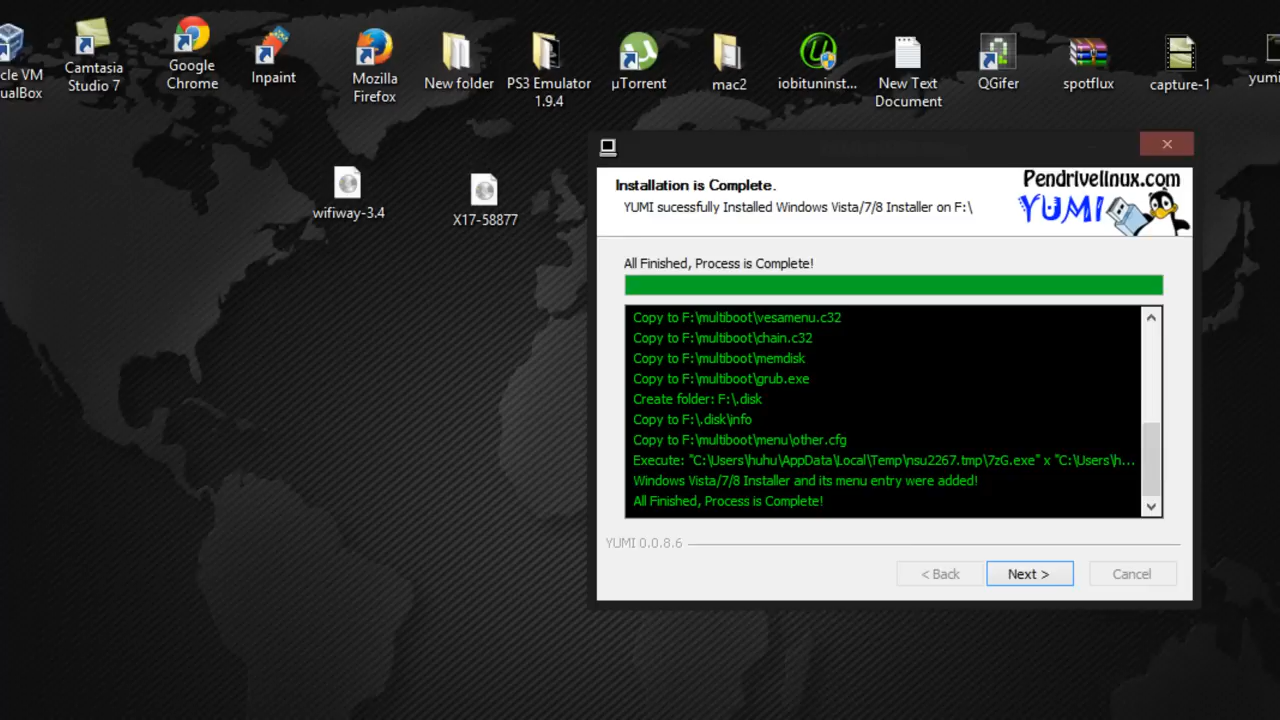 cle VM
ualBox
Camtasia
Studio 7
Google
Chrome
Inpaint
Mozilla
Firefox
New folder
PS3 Emulator
1.9.4
µTorrent
mac2
iobituninst...
New Text
Document
QGifer
spotflux
capture-1
yumi
wifiway-3.4
X17-58877
Installation is Complete.
YUMI sucessfully Installed Windows Vista/7/8 Installer on F:\
Pendrivelinux.com
YUMI
All Finished, Process is Complete!
Copy to F:\multiboot\vesamenu.c32
Copy to F:\multiboot\chain.c32
Copy to F:\multiboot\memdisk
Copy to F:\multiboot\grub.exe
Create folder: F:\.disk
Copy to F:\.disk\info
Copy to F:\multiboot\menu\other.cfg
Execute: "C:\Users\huhu\AppData\Local\Temp\nsu2267.tmp\7zG.exe" x "C:\Users\h...
Windows Vista/7/8 Installer and its menu entry were added!
All Finished, Process is Complete!
YUMI 0.0.8.6
< Back
Next >
Cancel